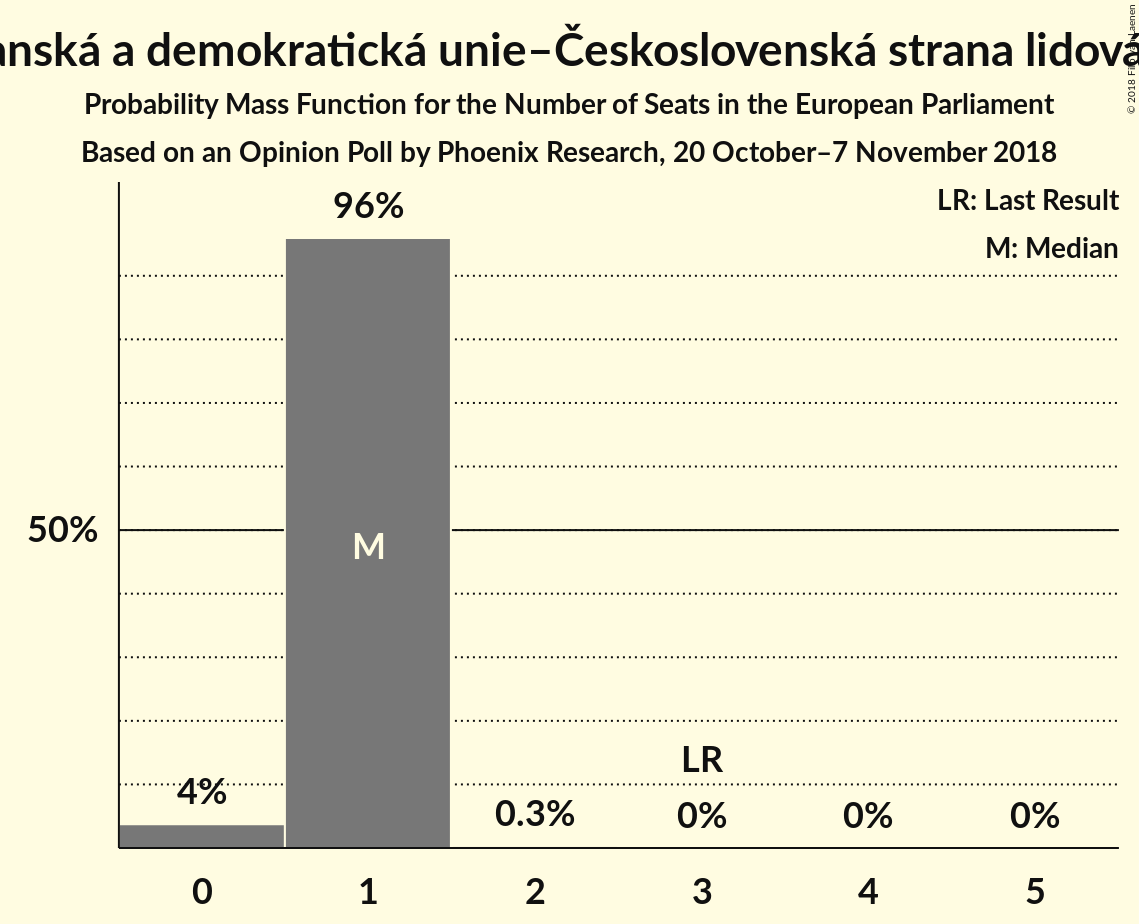 nská a demokratická unie–Československá strana lidov
Probability Mass Function for the Number of Seats in the European Parliament
Based on an Opinion Poll by Phoenix Research, 20 October–7 November 2018
© 2018
LR: Last Result
M: Median
96%
50%
M
LR
4%
0.3%
0%
0%
0%
0
1
2
3
4
5